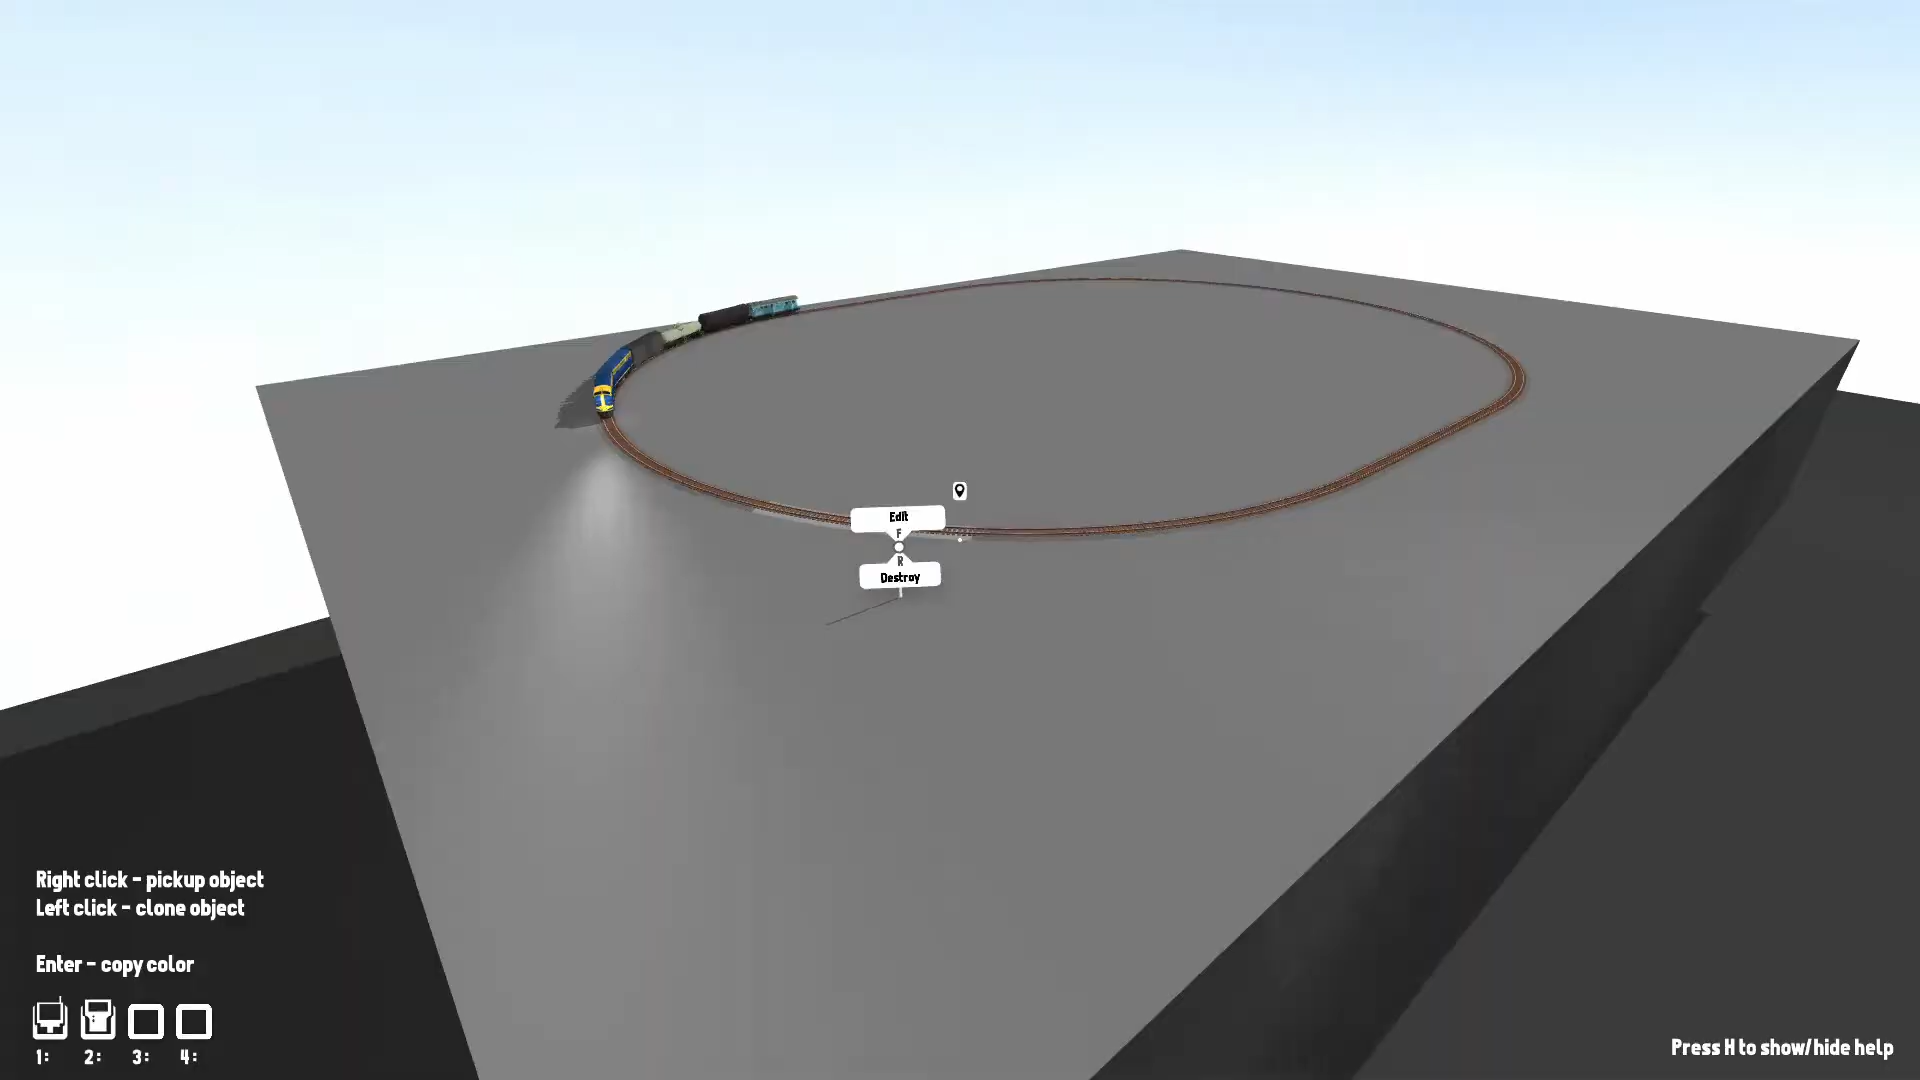 Edit
F
R
Destroy
Right click - pickup object
Left click - clone object
Enter - copy color
1: 2: 3: 4:
Press H to show/hide help